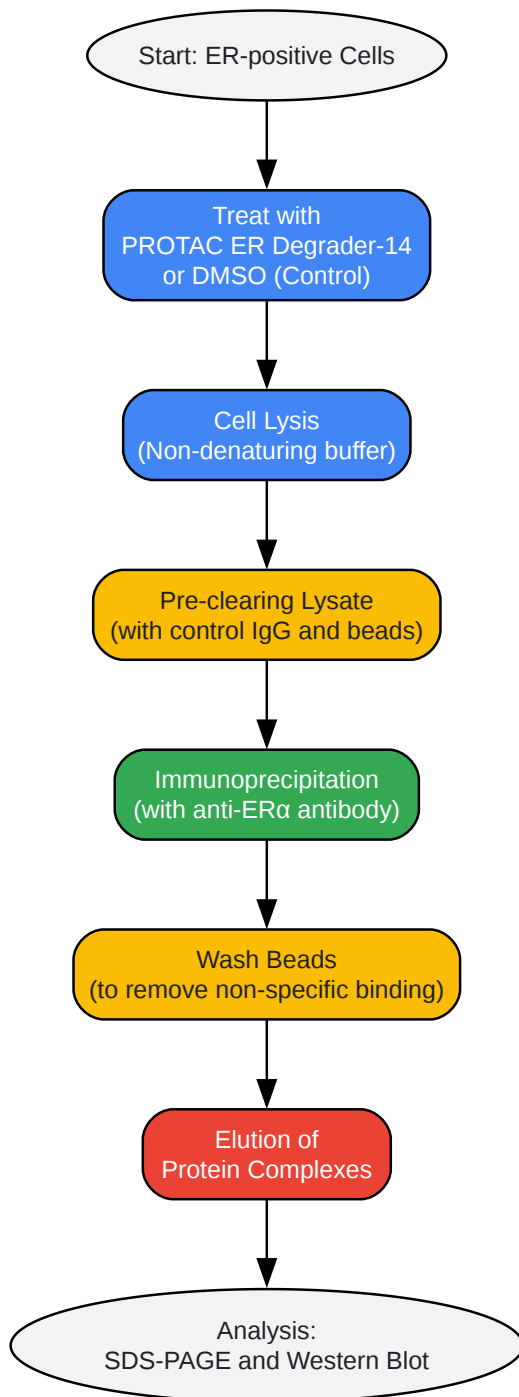 Start: ER-positive Cells
Treat with
PROTAC ER Degrader-14
or DMSO (Control)
Cell Lysis
(Non-denaturing buffer)
Pre-clearing Lysate
(with control IgG and beads)
Immunoprecipitation
(with anti-ERα antibody)
Wash Beads
(to remove non-specific binding)
Elution of
Protein Complexes
Analysis:
SDS-PAGE and Western Blot